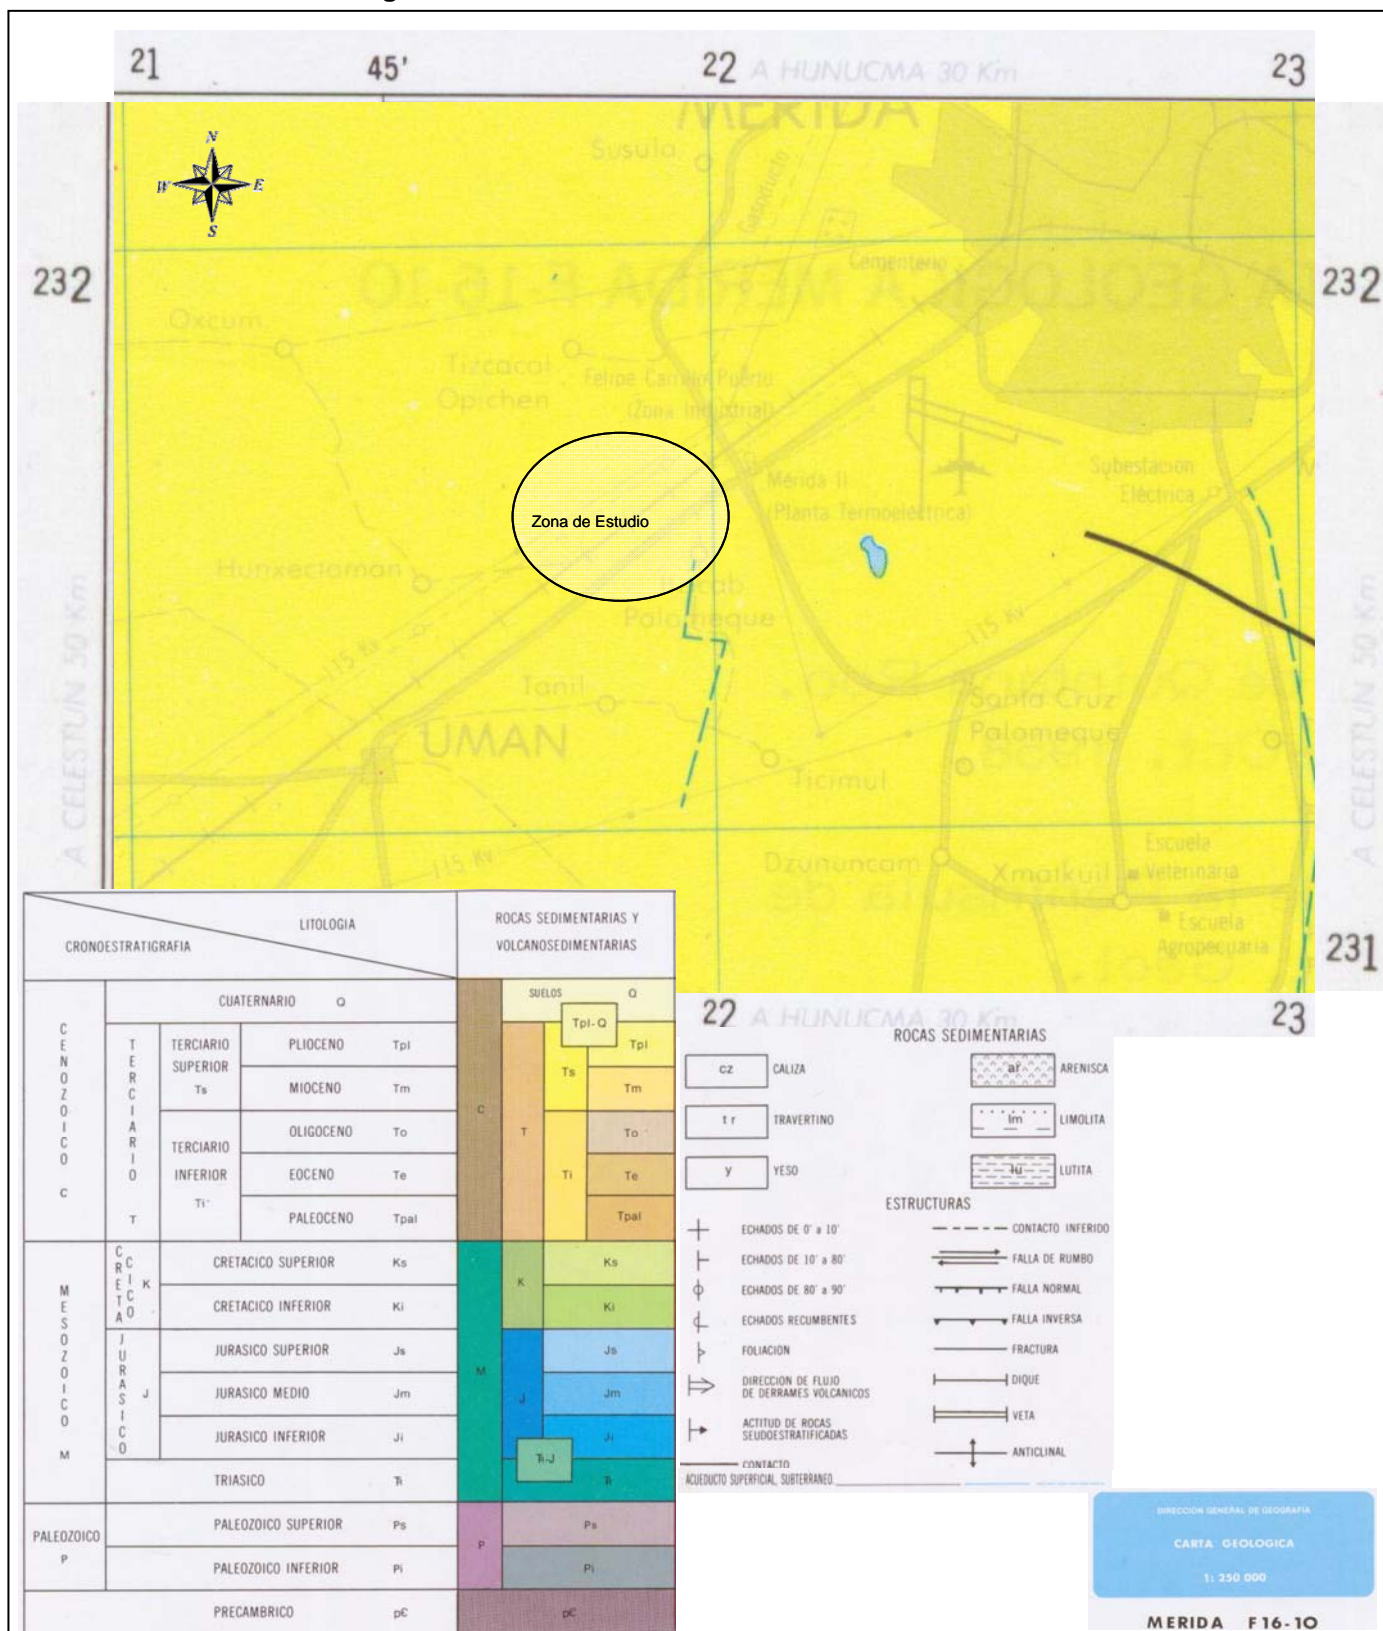 21 45' 22 A HUNUCMA 30 Km 23
MERIDA
N
W E
S
Susula
Gasoducto
Cementerio
232 232
Oxcum
Tizcacal
Opichen
Felipe Carrillo Puerto
(Zona Industrial)
Mérida II
(Planta Termoeléctrica)
Subestación
Eléctrica
Zona de Estudio
Hunxectaman
Palomeque
115 Kv
115 Kv
Tanil
UMAN
Santa Cruz
Palomeque
Ticimul
A CELESTUN 50 Km
A CELESTUN 50 Km
115 Kv
Dzununcam
Xmatkuil
Escuela
Veterinaria
Escuela
Agropecuaria
231
22 A HUNUCMA 30 Km 23
LITOLOGIA
CRONOESTRATIGRAFIA
ROCAS SEDIMENTARIAS Y
VOLCANOSEDIMENTARIAS
CENOZOICO C
TERCIARIO T
CUATERNARIO Q
SUELOS Q
Tpl-Q
TERCIARIO
SUPERIOR
Ts
PLIOCENO Tpl
Ts Tpl
MIOCENO Tm
Tm
C
T
TERCIARIO
INFERIOR
Ti
OLIGOCENO To
To
EOCENO Te
Ti Te
PALEOCENO Tpal
Tpal
MESOZOICO M
CRETACICO K
CRETACICO SUPERIOR Ks
K Ks
CRETACICO INFERIOR Ki
Ki
JURASICO J
JURASICO SUPERIOR Js
Js
M
JURASICO MEDIO Jm
J Jm
JURASICO INFERIOR Ji
Ji
TRIASICO
PALEOZOICO
P
PALEOZOICO SUPERIOR Ps
P Ps
PALEOZOICO INFERIOR Pi
Pi
PRECAMBRICO p€
p€
ROCAS SEDIMENTARIAS
cz CALIZA
ar ARENISCA
tr TRAVERTINO
lm LIMOLITA
y YESO
lu LUTITA
ESTRUCTURAS
ECHADOS DE 0° a 10°
CONTACTO INFERIDO
ECHADOS DE 10° a 80°
FALLA DE RUMBO
ECHADOS DE 80° a 90°
FALLA NORMAL
ECHADOS RECUMBENTES
FALLA INVERSA
FOLIACION
FRACTURA
DIRECCION DE FLUJO
DE DERRAMES VOLCANICOS
DIQUE
VETA
ACTITUD DE ROCAS
SEUDOESTRATIFICADAS
ANTICLINAL
CONTACTO
ACUEDUCTO SUPERFICIAL, SUBTERRANEO
DIRECCION GENERAL DE GEOGRAFIA
CARTA GEOLOGICA
1: 250 000
MERIDA F16-10